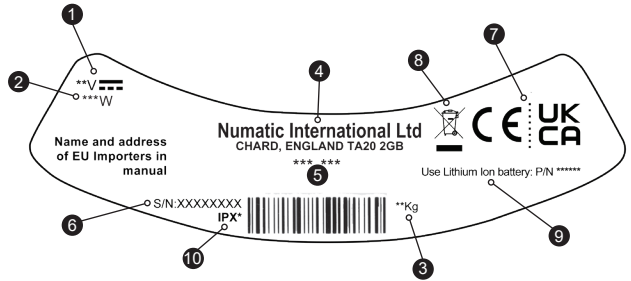 1
2
**V
***W
Name and address
of EU Importers in
manual
6
S/N:XXXXXXXX
IPX*
10
4
Numatic International Ltd
CHARD, ENGLAND TA20 2GB
***.***
5
**Kg
3
8
7
CE
UK
CA
Use Lithium Ion battery: P/N ******
9